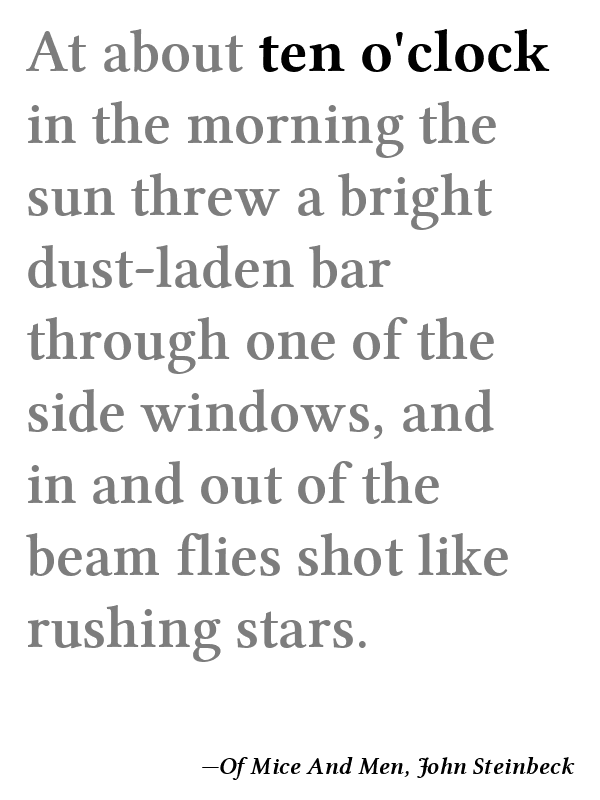 At about ten o'clock
in the morning the
sun threw a bright
dust-laden bar
through one of the
side windows, and
in and out of the
beam flies shot like
rushing stars.
—Of Mice And Men, John Steinbeck